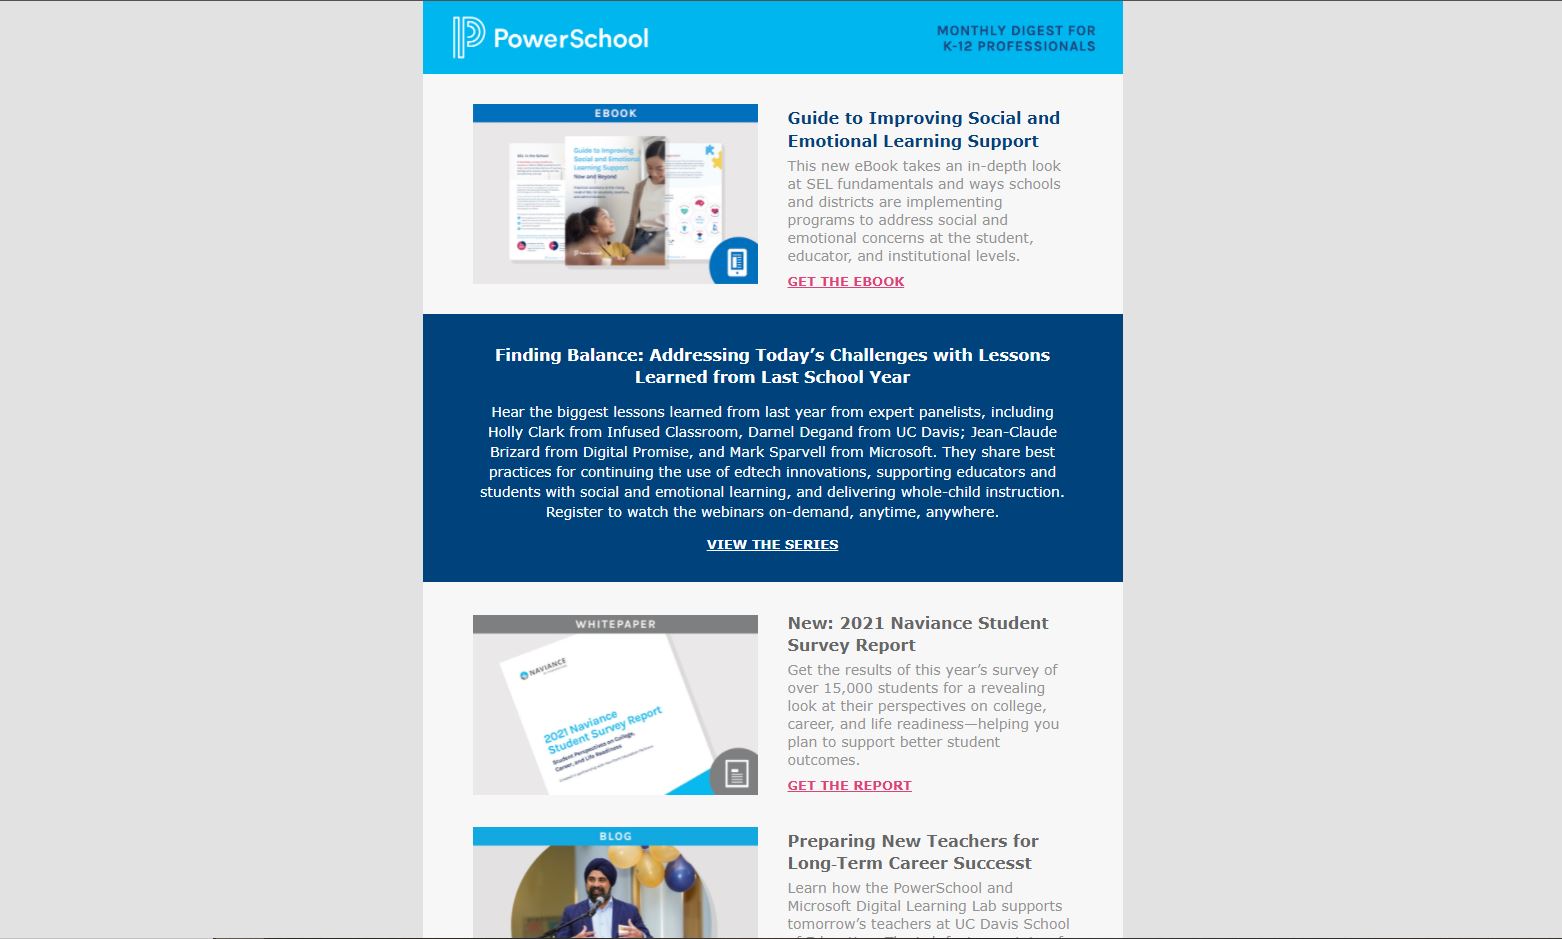 PowerSchool
MONTHLY DIGEST FOR
K-12 PROFESSIONALS
EBOOK
SEL in the School
Guide to Improving
Social and Emotional
Learning Support
Now and Beyond
PowerSchool
Guide to Improving Social and
Emotional Learning Support
This new eBook takes an in-depth look
at SEL fundamentals and ways schools
and districts are implementing
programs to address social and
emotional concerns at the student,
educator, and institutional levels.
GET THE EBOOK
Finding Balance: Addressing Today’s Challenges with Lessons
Learned from Last School Year
Hear the biggest lessons learned from last year from expert panelists, including
Holly Clark from Infused Classroom, Darnel Degand from UC Davis; Jean-Claude
Brizard from Digital Promise, and Mark Sparvell from Microsoft. They share best
practices for continuing the use of edtech innovations, supporting educators and
students with social and emotional learning, and delivering whole-child instruction.
Register to watch the webinars on-demand, anytime, anywhere.
VIEW THE SERIES
WHITEPAPER
NAVIANCE
2021 Naviance
Student Survey Report
Student Perspectives on College,
Career, and Life Readiness
New: 2021 Naviance Student
Survey Report
Get the results of this year’s survey of
over 15,000 students for a revealing
look at their perspectives on college,
career, and life readiness—helping you
plan to support better student
outcomes.
GET THE REPORT
BLOG
Preparing New Teachers for
Long-Term Career Successt
Learn how the PowerSchool and
Microsoft Digital Learning Lab supports
tomorrow’s teachers at UC Davis School